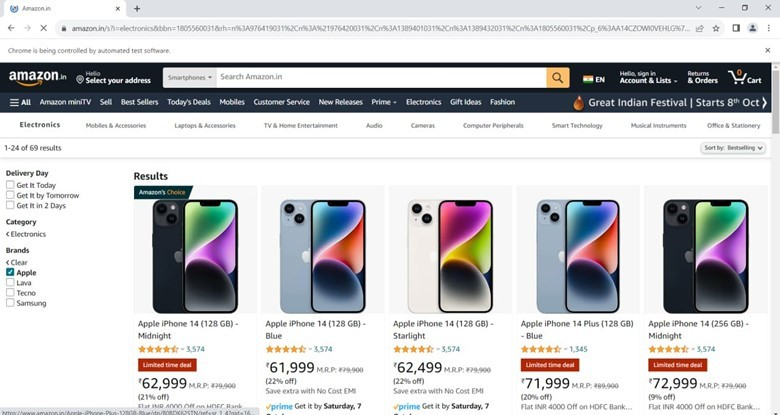 Amazon.in
amazon.in/s?i=electronics&bbn=1805560031&rh=n%3A976419031%2Cn%3A%21976420031%2Cn%3A1389401031%2Cn%3A1389432031%2Cn%3A1805560031%2Cp_6%3AA14CZOWI0VEHLG%7...
Chrome is being controlled by automated test software.
amazon.in
Hello
Select your address
Smartphones
Search Amazon.in
EN
Hello, sign in
Account & Lists
Returns
& Orders
0
Cart
All Amazon miniTV Sell Best Sellers Today's Deals Mobiles Customer Service New Releases Prime Electronics Gift Ideas Fashion
Great Indian Festival | Starts 8th Oct
Electronics Mobiles & Accessories Laptops & Accessories TV & Home Entertainment Audio Cameras Computer Peripherals Smart Technology Musical Instruments Office & Stationery
1-24 of 69 results
Sort by: Bestselling
Delivery Day
Get It Today
Get It by Tomorrow
Get It in 2 Days
Category
Electronics
Brands
Clear
Apple
Lava
Tecno
Samsung
Results
Amazon's Choice
Apple iPhone 14 (128 GB) -
Midnight
3,574
Limited time deal
₹62,999 M.R.P: ₹79,900
(21% off)
Flat INR 4000 Off on HDFC Bank...
Apple iPhone 14 (128 GB) -
Blue
3,574
₹61,999 M.R.P: ₹79,900
(22% off)
Save extra with No Cost EMI
prime Get it by Saturday, 7
Apple iPhone 14 (128 GB) -
Starlight
3,574
₹62,499 M.R.P: ₹79,900
(22% off)
Save extra with No Cost EMI
prime Get it by Saturday, 7
Apple iPhone 14 Plus (128 GB)
- Blue
1,345
Limited time deal
₹71,999 M.R.P: ₹89,900
(20% off)
Flat INR 4000 Off on HDFC Bank...
Apple iPhone 14 (256 GB) -
Midnight
3,574
Limited time deal
₹72,999 M.R.P: ₹79,900
(9% off)
Flat INR 4000 Off on HDFC Bank...